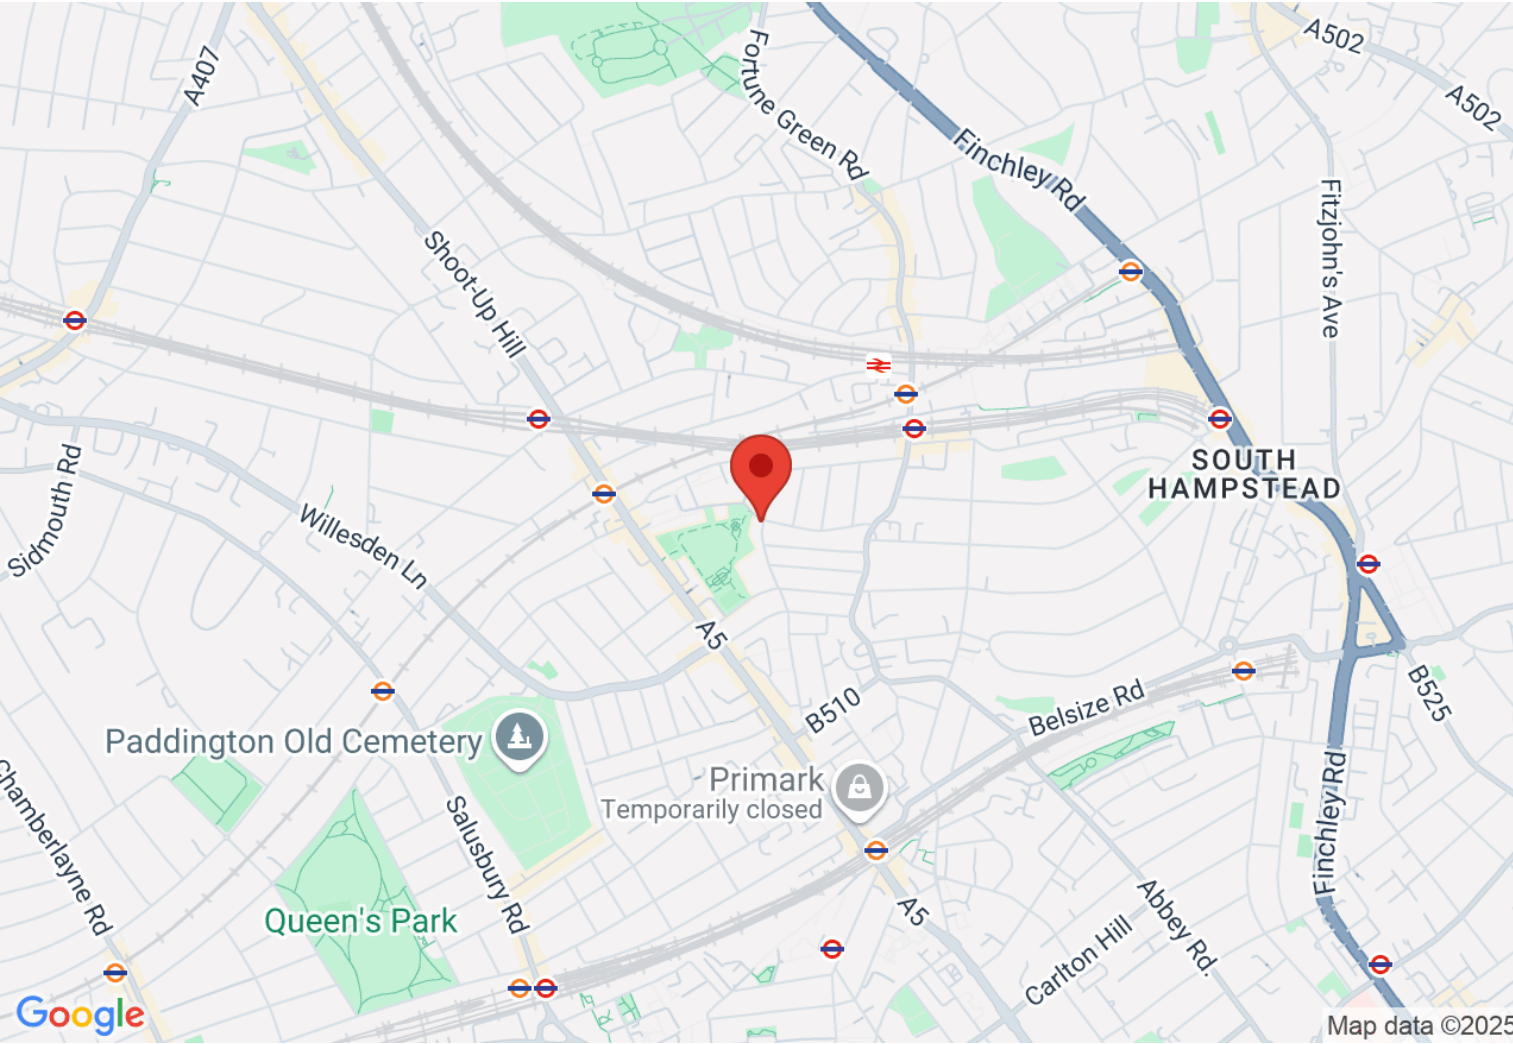 A502
A407
Fortune Green Rd
A502
Finchley Rd
Fitzjohn's Ave
Shoot-Up Hill
SOUTH
HAMPSTEAD
Sidmouth Rd
Willesden Ln
A5
B510
Belsize Rd
B525
Paddington Old Cemetery
Primark
Temporarily closed
Chamberlayne Rd
Salusbury Rd
Finchley Rd
Queen's Park
A5
Abbey Rd.
Carlton Hill
Google
Map data ©2025